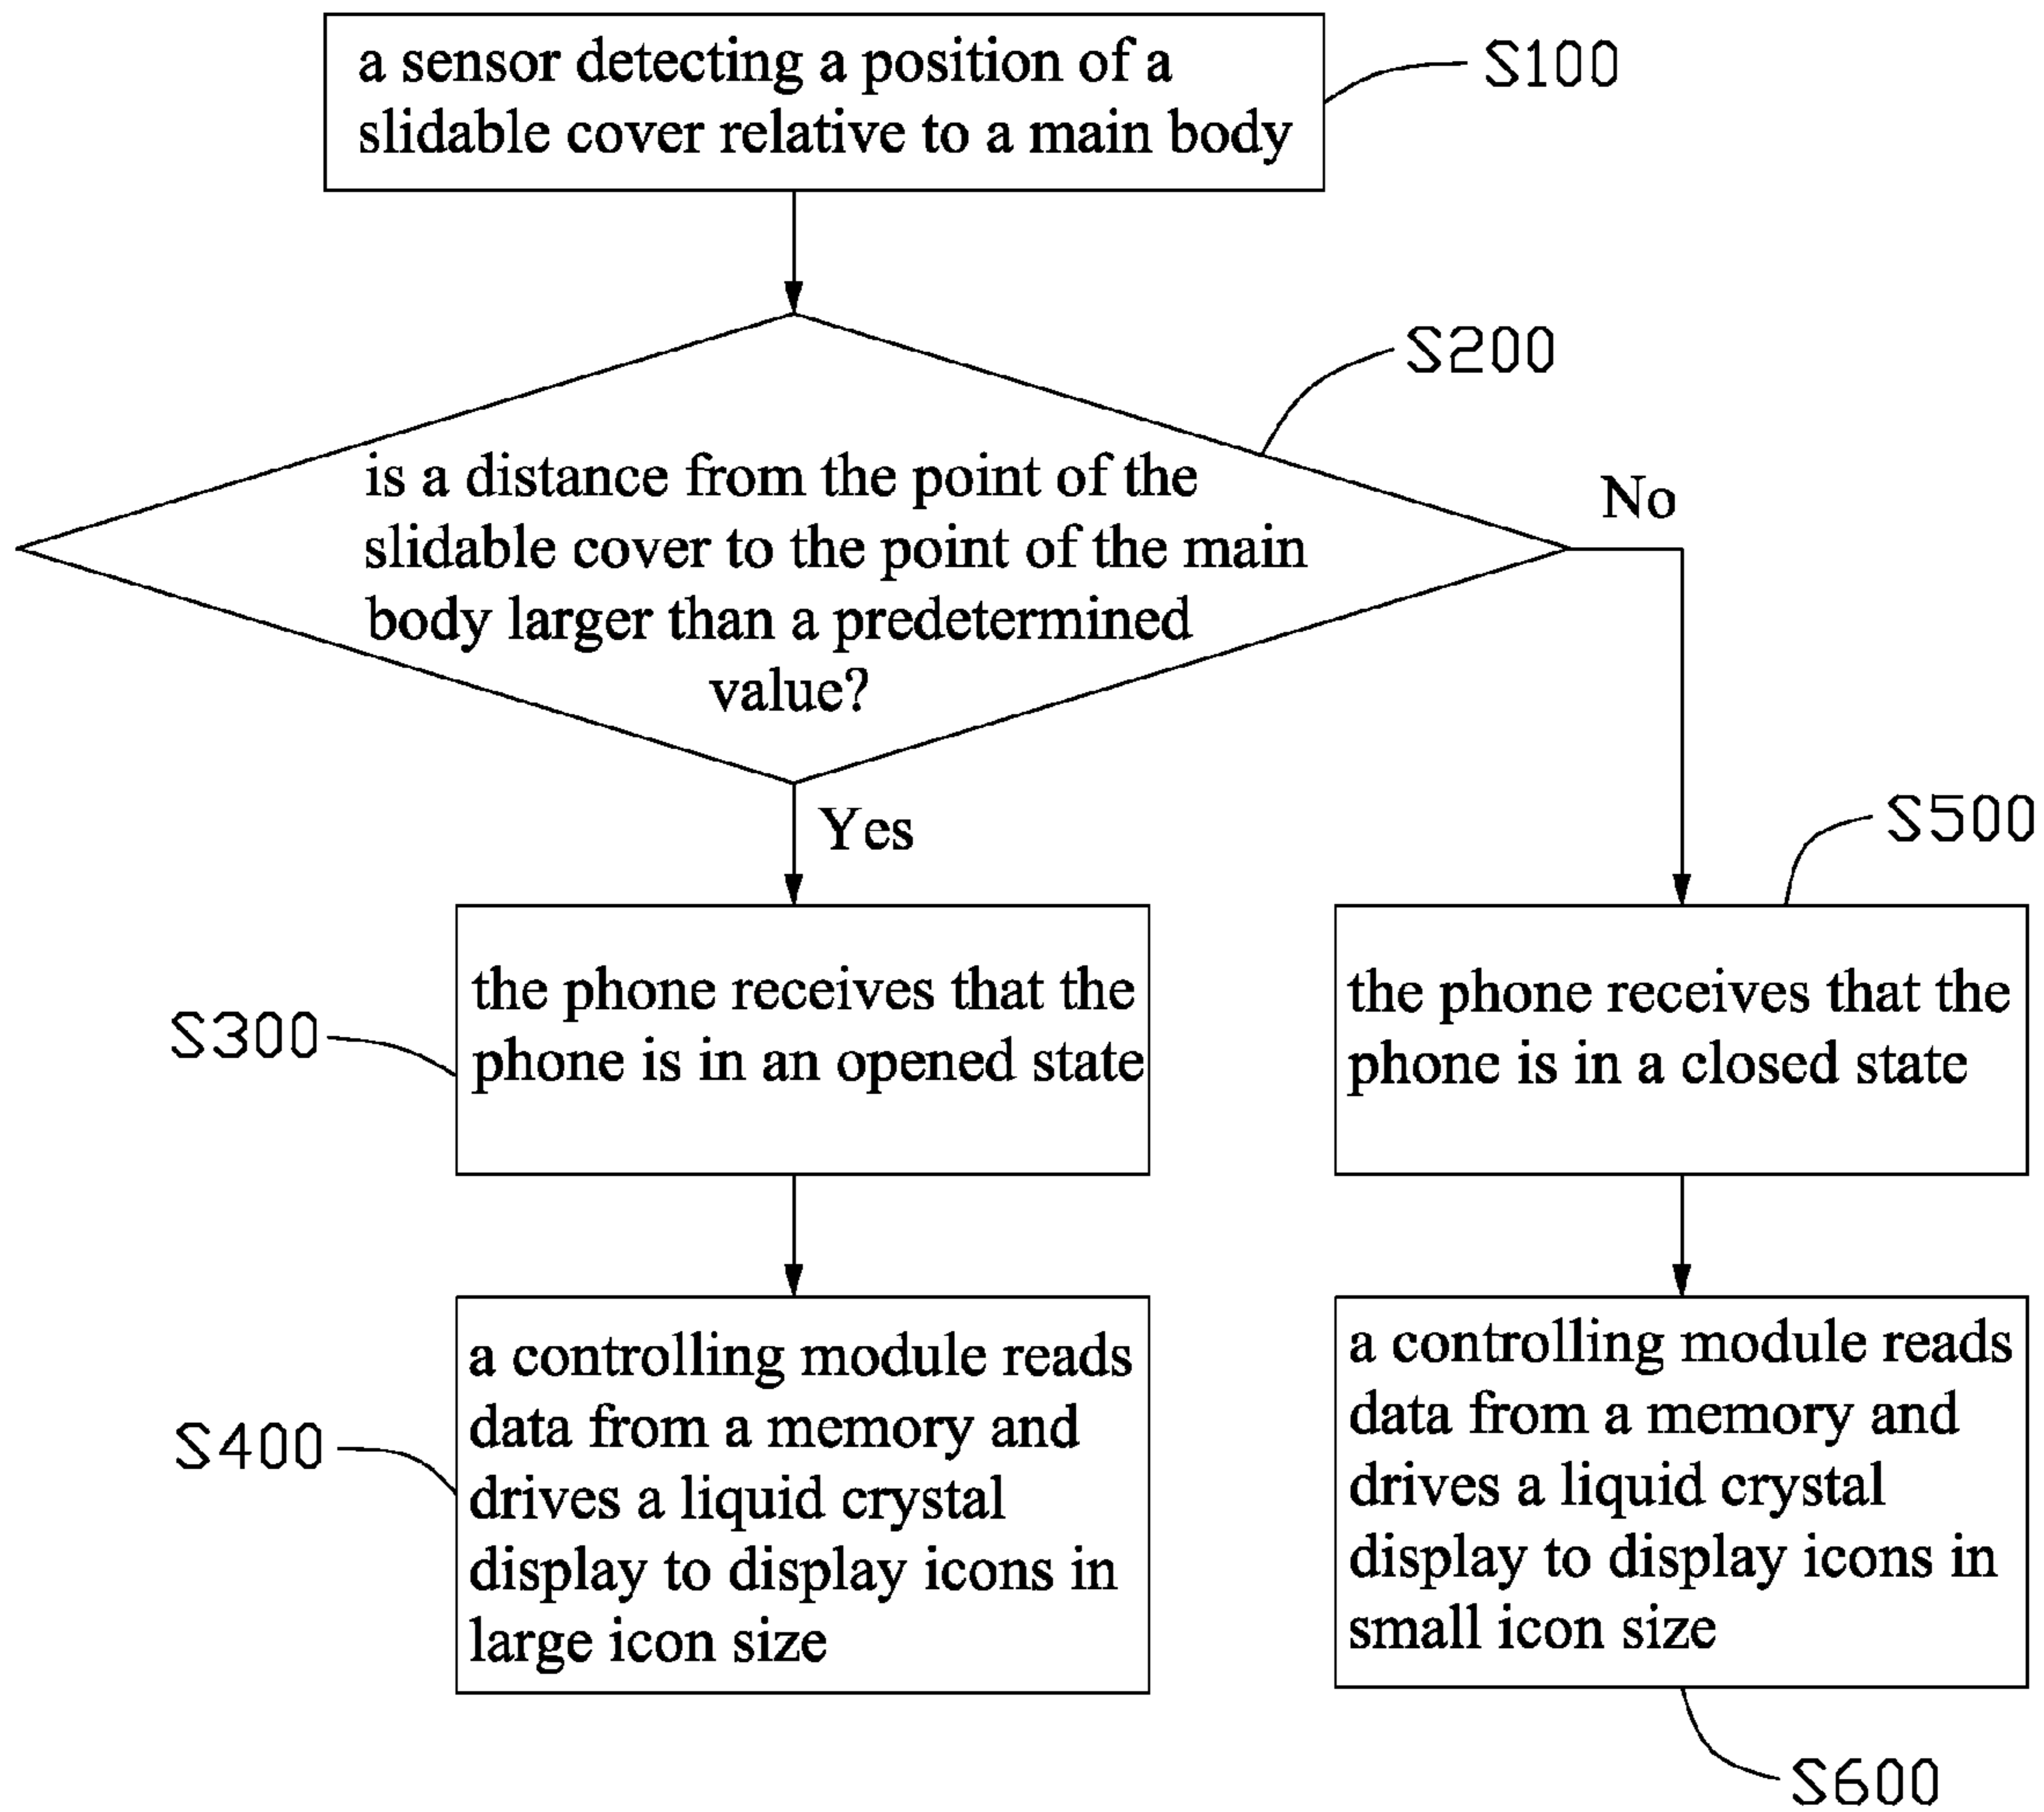 a sensor detecting a position of a
slidable cover relative to a main body
S100
S200
is a distance from the point of the
slidable cover to the point of the main
body larger than a predetermined
value?
No
Yes
S500
the phone receives that the
phone is in an opened state
S300
the phone receives that the
phone is in a closed state
a controlling module reads
data from a memory and
drives a liquid crystal
display to display icons in
large icon size
S400
a controlling module reads
data from a memory and
drives a liquid crystal
display to display icons in
small icon size
S600